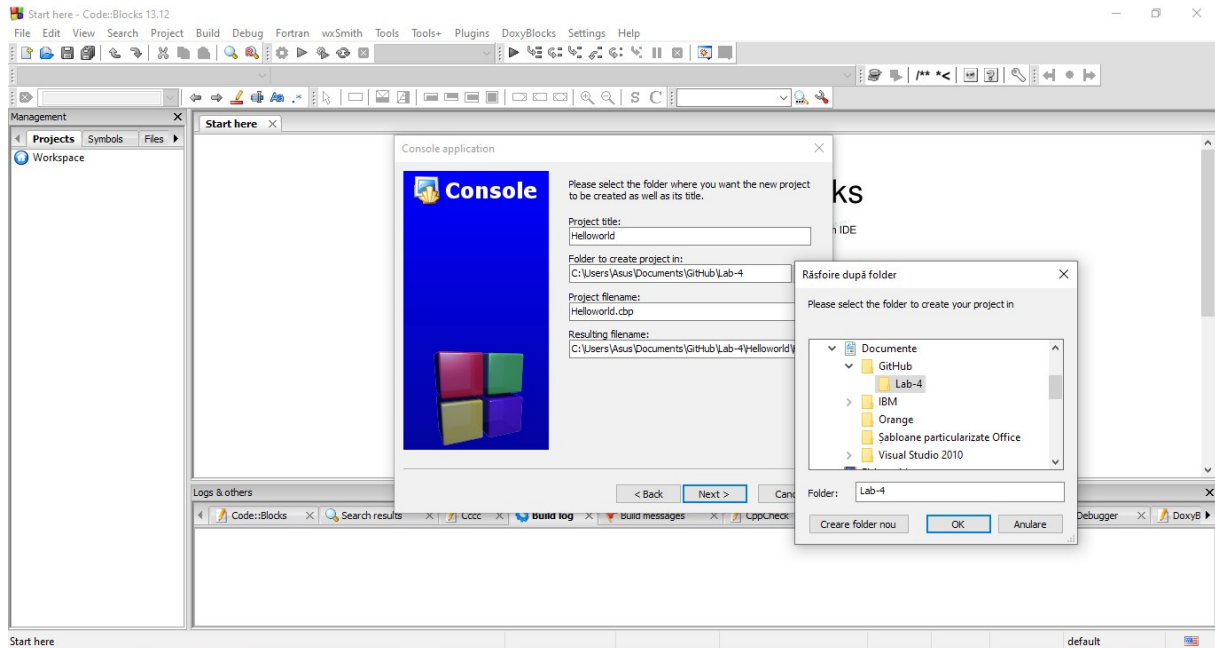 Start here - Code::Blocks 13.12
File Edit View Search Project Build Debug Fortran wxSmith Tools Tools+ Plugins DoxyBlocks Settings Help
/** *<
S C
Management
Projects Symbols Files
Workspace
Start here
ks
IDE
Console application
Console
Please select the folder where you want the new project
to be created as well as its title.
Project title:
Helloworld
Folder to create project in:
C:\Users\Asus\Documents\GitHub\Lab-4
Project filename:
Helloworld.cbp
Resulting filename:
C:\Users\Asus\Documents\GitHub\Lab-4\Helloworld\
< Back Next > Canc
Răsfoire după folder
Please select the folder to create your project in
Documente
GitHub
Lab-4
IBM
Orange
Șabloane particularizate Office
Visual Studio 2010
Folder: Lab-4
Creare folder nou OK Anulare
Logs & others
Code::Blocks Search results Cccc Build log Build messages CppCheck Debugger DoxyB
Start here default